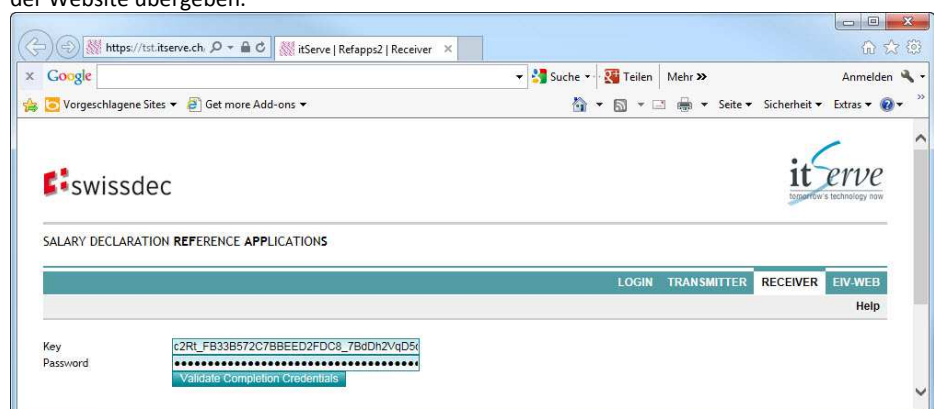 der Website übergeben.
https://tst.itserve.ch
itServe | Refapps2 | Receiver
x Google Suche Teilen Mehr » Anmelden
Vorgeschlagene Sites Get more Add-ons Seite Sicherheit Extras
swissdec
itServe
tomorrow's technology now
SALARY DECLARATION REFERENCE APPLICATIONS
LOGIN TRANSMITTER RECEIVER EIV-WEB
Help
Key c2Rt_FB33B572C7BBEED2FDC8_7BdDh2VqD5
Password
Validate Completion Credentials